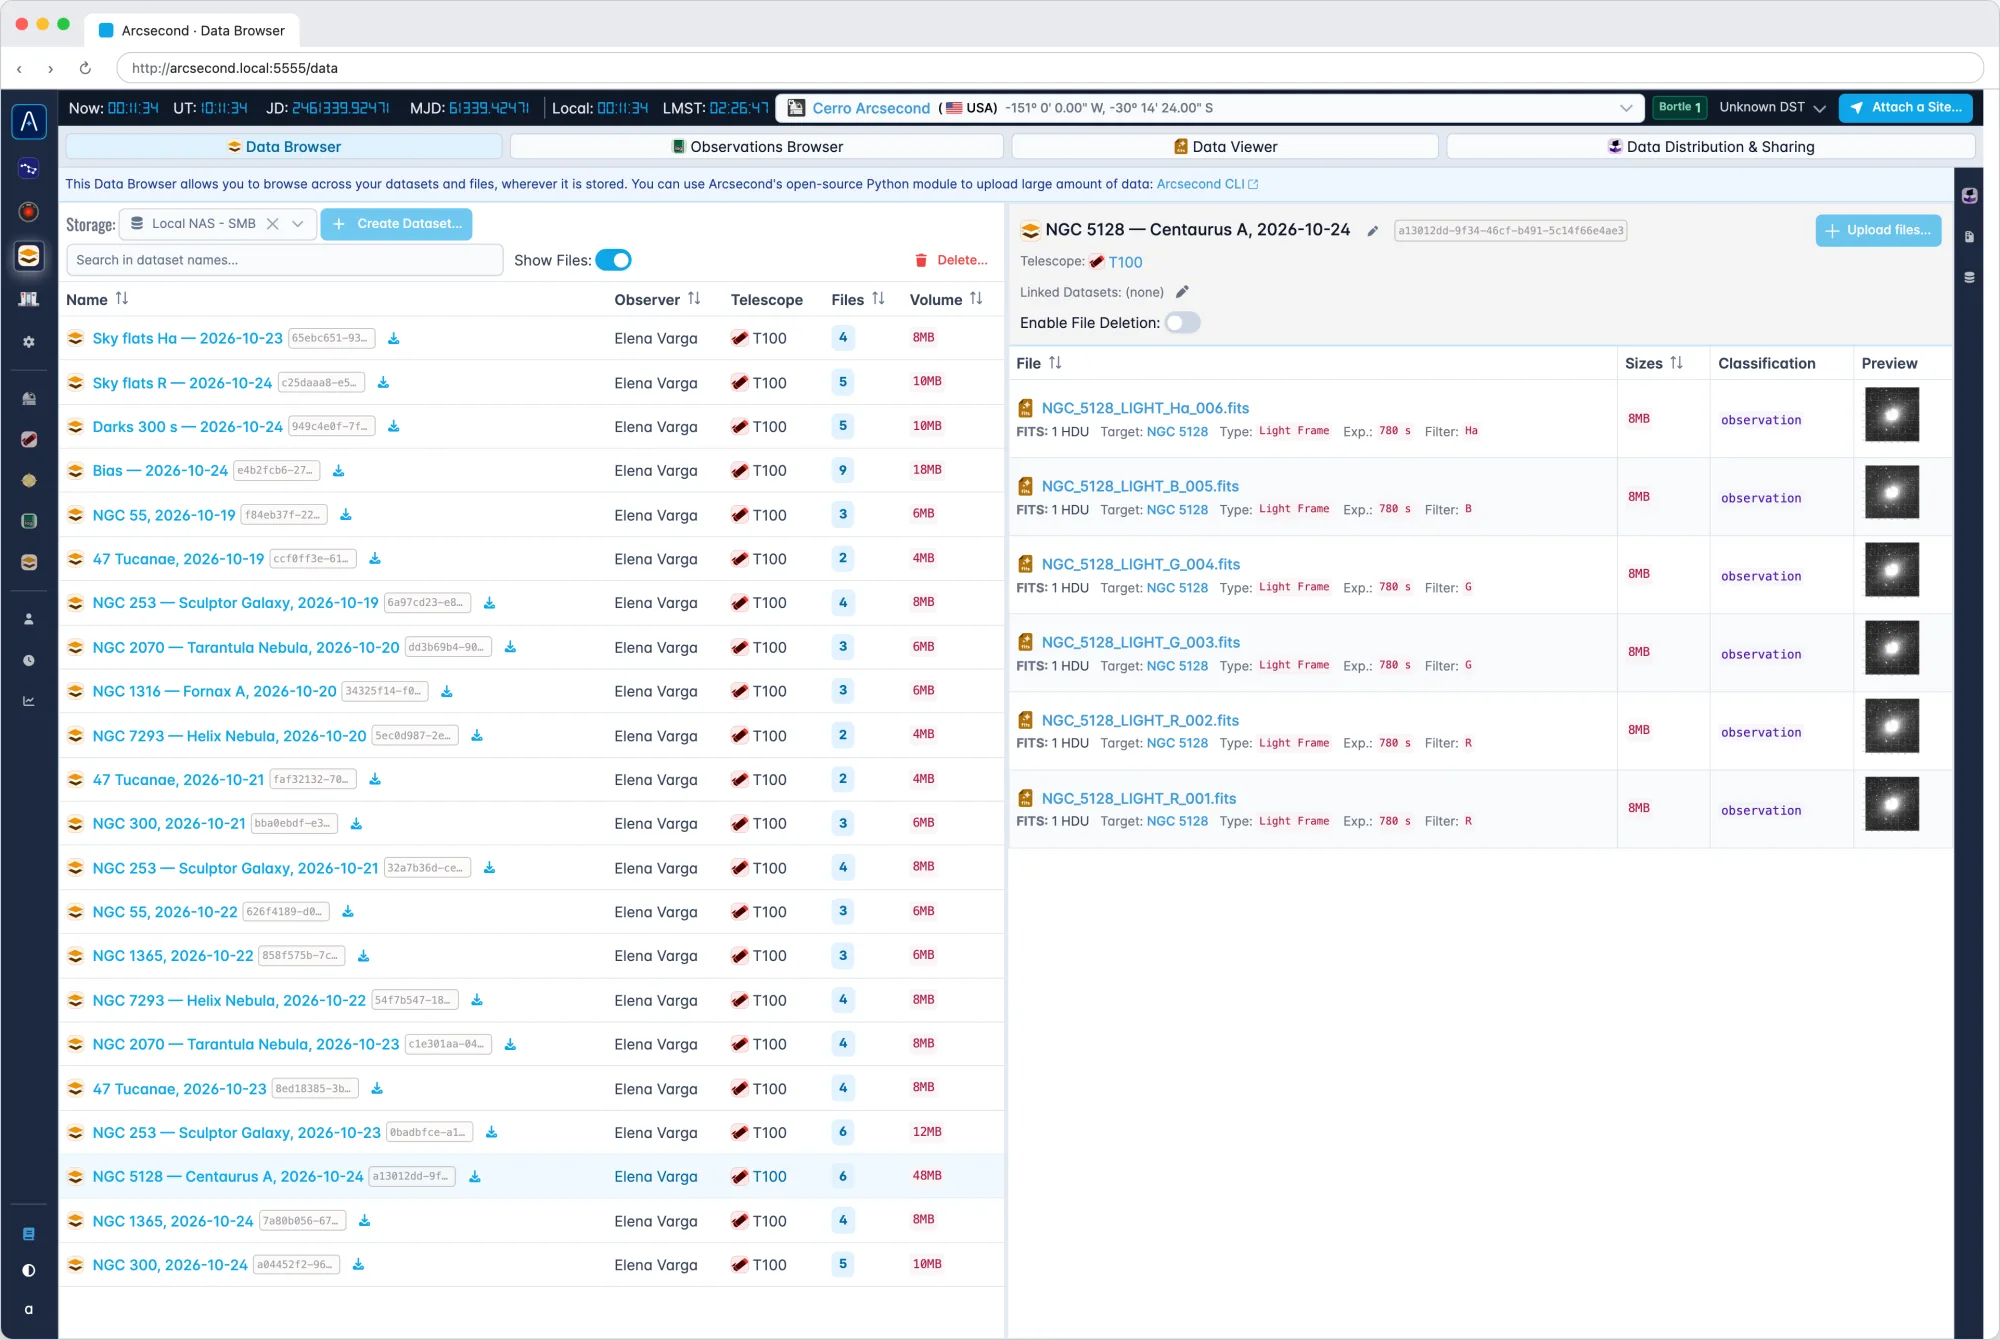 Arcsecond · Data Browser
http://arcsecond.local:5555/data
Now: 00:11:34 UT: 10:11:34 JD: 2461339.92471 MJD: 61339.42471 Local: 00:11:34 LMST: 02:26:47 Cerro Arcsecond ( USA) -151° 0' 0.00" W, -30° 14' 24.00" S Bortle 1 Unknown DST Attach a Site...
Data Browser Observations Browser Data Viewer Data Distribution & Sharing
This Data Browser allows you to browse across your datasets and files, wherever it is stored. You can use Arcsecond's open-source Python module to upload large amount of data: Arcsecond CLI
Storage: Local NAS - SMB Create Dataset...
Search in dataset names... Show Files: Delete...
Name Observer Telescope Files Volume
Sky flats Ha — 2026-10-23 65ebc651-93… Elena Varga T100 4 8MB
Sky flats R — 2026-10-24 c25daaa8-e5… Elena Varga T100 5 10MB
Darks 300 s — 2026-10-24 949c4e0f-7f… Elena Varga T100 5 10MB
Bias — 2026-10-24 e4b2fcb6-27… Elena Varga T100 9 18MB
NGC 55, 2026-10-19 f84eb37f-22… Elena Varga T100 3 6MB
47 Tucanae, 2026-10-19 ccf0ff3e-61… Elena Varga T100 2 4MB
NGC 253 — Sculptor Galaxy, 2026-10-19 6a97cd23-e8… Elena Varga T100 4 8MB
NGC 2070 — Tarantula Nebula, 2026-10-20 dd3b69b4-90… Elena Varga T100 3 6MB
NGC 1316 — Fornax A, 2026-10-20 34325f14-f0… Elena Varga T100 3 6MB
NGC 7293 — Helix Nebula, 2026-10-20 5ec0d987-2e… Elena Varga T100 2 4MB
47 Tucanae, 2026-10-21 faf32132-70… Elena Varga T100 2 4MB
NGC 300, 2026-10-21 bba0ebdf-e3… Elena Varga T100 3 6MB
NGC 253 — Sculptor Galaxy, 2026-10-21 32a7b36d-ce… Elena Varga T100 4 8MB
NGC 55, 2026-10-22 626f4189-d0… Elena Varga T100 3 6MB
NGC 1365, 2026-10-22 858f575b-7c… Elena Varga T100 3 6MB
NGC 7293 — Helix Nebula, 2026-10-22 54f7b547-18… Elena Varga T100 4 8MB
NGC 2070 — Tarantula Nebula, 2026-10-23 c1e301aa-04… Elena Varga T100 4 8MB
47 Tucanae, 2026-10-23 8ed18385-3b… Elena Varga T100 4 8MB
NGC 253 — Sculptor Galaxy, 2026-10-23 0badbfce-a1… Elena Varga T100 6 12MB
NGC 5128 — Centaurus A, 2026-10-24 a13012dd-9f… Elena Varga T100 6 48MB
NGC 1365, 2026-10-24 7a80b056-67… Elena Varga T100 4 8MB
NGC 300, 2026-10-24 a04452f2-96… Elena Varga T100 5 10MB
a
NGC 5128 — Centaurus A, 2026-10-24 a13012dd-9f34-46cf-b491-5c14f66e4ae3 Upload files...
Telescope: T100
Linked Datasets: (none)
Enable File Deletion:
File Sizes Classification Preview
NGC_5128_LIGHT_Ha_006.fits 8MB observation
FITS: 1 HDU Target: NGC 5128 Type: Light Frame Exp.: 780 s Filter: Ha
NGC_5128_LIGHT_B_005.fits 8MB observation
FITS: 1 HDU Target: NGC 5128 Type: Light Frame Exp.: 780 s Filter: B
NGC_5128_LIGHT_G_004.fits 8MB observation
FITS: 1 HDU Target: NGC 5128 Type: Light Frame Exp.: 780 s Filter: G
NGC_5128_LIGHT_G_003.fits 8MB observation
FITS: 1 HDU Target: NGC 5128 Type: Light Frame Exp.: 780 s Filter: G
NGC_5128_LIGHT_R_002.fits 8MB observation
FITS: 1 HDU Target: NGC 5128 Type: Light Frame Exp.: 780 s Filter: R
NGC_5128_LIGHT_R_001.fits 8MB observation
FITS: 1 HDU Target: NGC 5128 Type: Light Frame Exp.: 780 s Filter: R